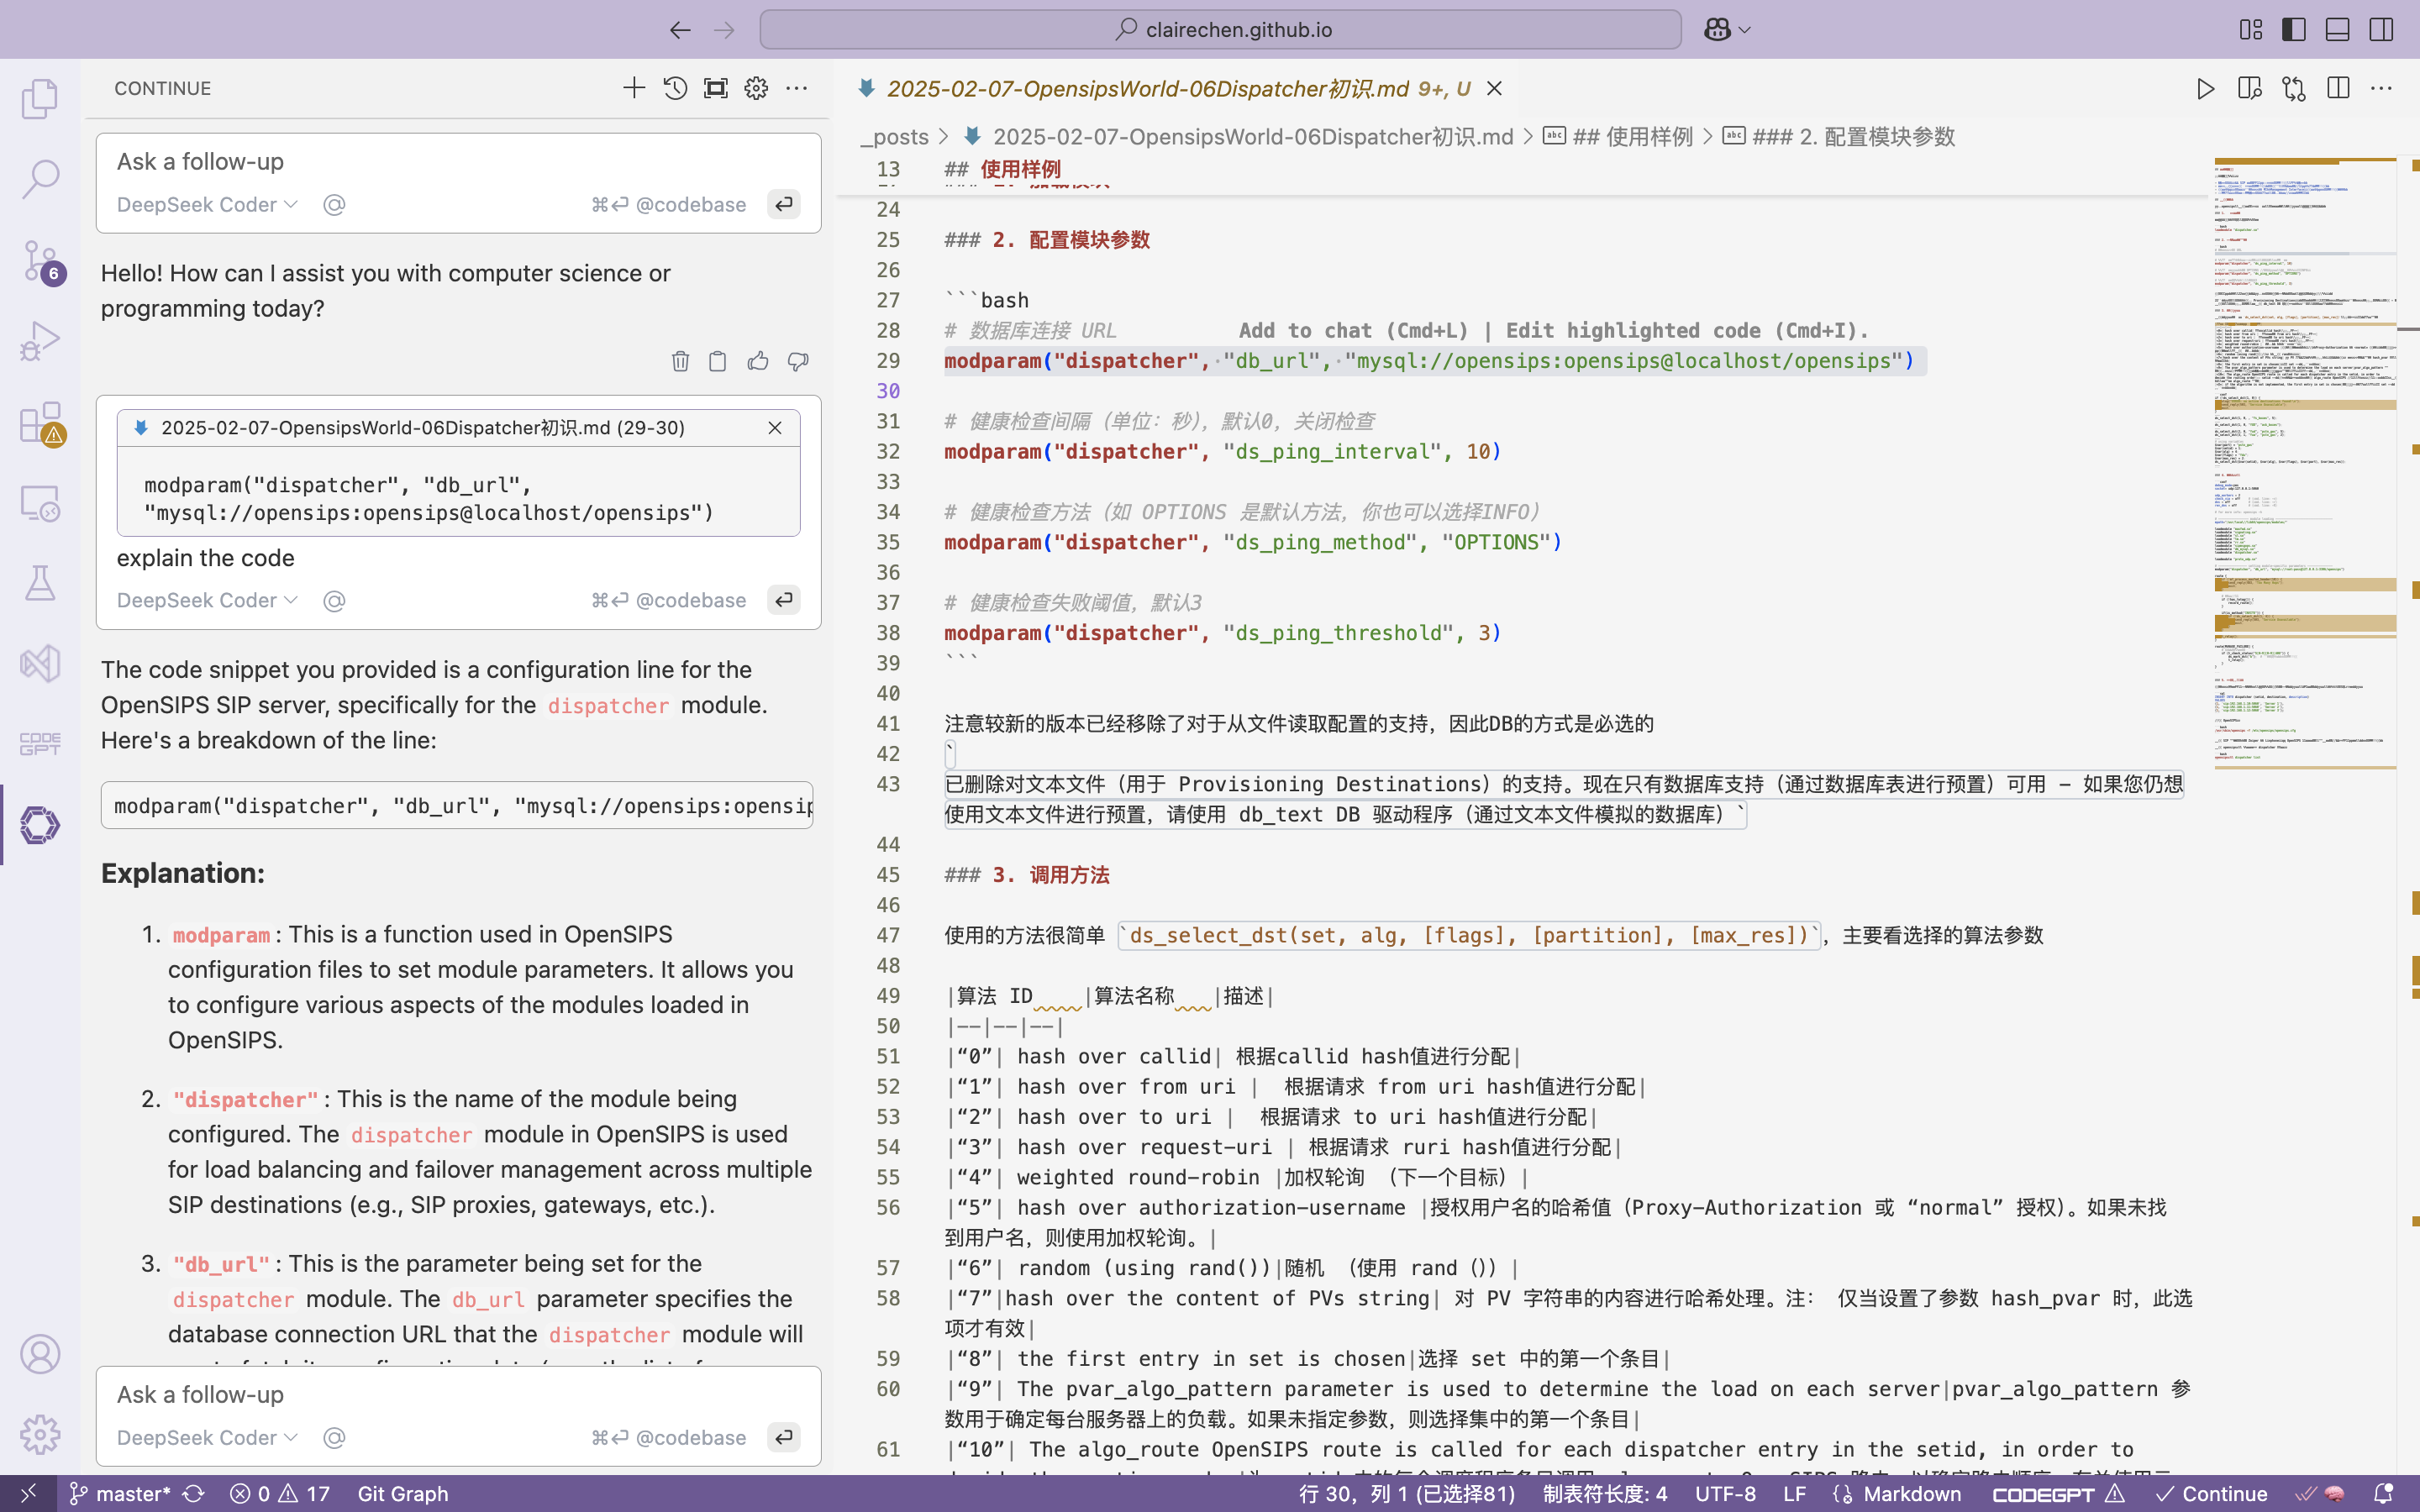 clairechen.github.io
CONTINUE
Ask a follow-up
DeepSeek Coder
@codebase
Hello! How can I assist you with computer science or
programming today?
2025-02-07-OpensipsWorld-06Dispatcher初识.md (29-30)
modparam("dispatcher", "db_url",
"mysql://opensips:opensips@localhost/opensips")
explain the code
DeepSeek Coder
@codebase
The code snippet you provided is a configuration line for the
OpenSIPS SIP server, specifically for the dispatcher module.
Here's a breakdown of the line:
modparam("dispatcher", "db_url", "mysql://opensips:opensip
Explanation:
1. modparam: This is a function used in OpenSIPS
configuration files to set module parameters. It allows you
to configure various aspects of the modules loaded in
OpenSIPS.
2. "dispatcher": This is the name of the module being
configured. The dispatcher module in OpenSIPS is used
for load balancing and failover management across multiple
SIP destinations (e.g., SIP proxies, gateways, etc.).
3. "db_url": This is the parameter being set for the
dispatcher module. The db_url parameter specifies the
database connection URL that the dispatcher module will
Ask a follow-up
DeepSeek Coder
@codebase
6
CODE
GPT
2025-02-07-OpensipsWorld-06Dispatcher初识.md 9+, U
_posts > 2025-02-07-OpensipsWorld-06Dispatcher初识.md > ## 使用样例 > ### 2. 配置模块参数
13 ## 使用样例
24
25 ### 2. 配置模块参数
26
27 ```bash
28 # 数据库连接 URL Add to chat (Cmd+L) | Edit highlighted code (Cmd+I).
29 modparam("dispatcher", "db_url", "mysql://opensips:opensips@localhost/opensips")
30
31 # 健康检查间隔（单位：秒），默认0，关闭检查
32 modparam("dispatcher", "ds_ping_interval", 10)
33
34 # 健康检查方法（如 OPTIONS 是默认方法，你也可以选择INFO）
35 modparam("dispatcher", "ds_ping_method", "OPTIONS")
36
37 # 健康检查失败阈值，默认3
38 modparam("dispatcher", "ds_ping_threshold", 3)
39 ```
40
41 注意较新的版本已经移除了对于从文件读取配置的支持，因此DB的方式是必选的
42 `
43 已删除对文本文件（用于 Provisioning Destinations）的支持。现在只有数据库支持（通过数据库表进行预置）可用 – 如果您仍想
使用文本文件进行预置，请使用 db_text DB 驱动程序（通过文本文件模拟的数据库）`
44
45 ### 3. 调用方法
46
47 使用的方法很简单 `ds_select_dst(set, alg, [flags], [partition], [max_res])`，主要看选择的算法参数
48
49 |算法 ID    |算法名称   |描述|
50 |--|--|--|
51 |“0”| hash over callid| 根据callid hash值进行分配|
52 |“1”| hash over from uri |  根据请求 from uri hash值进行分配|
53 |“2”| hash over to uri |  根据请求 to uri hash值进行分配|
54 |“3”| hash over request-uri | 根据请求 ruri hash值进行分配|
55 |“4”| weighted round-robin |加权轮询 （下一个目标）|
56 |“5”| hash over authorization-username |授权用户名的哈希值（Proxy-Authorization 或 “normal” 授权）。如果未找
到用户名，则使用加权轮询。|
57 |“6”| random (using rand())|随机 （使用 rand（））|
58 |“7”|hash over the content of PVs string| 对 PV 字符串的内容进行哈希处理。注： 仅当设置了参数 hash_pvar 时，此选
项才有效|
59 |“8”| the first entry in set is chosen|选择 set 中的第一个条目|
60 |“9”| The pvar_algo_pattern parameter is used to determine the load on each server|pvar_algo_pattern 参
数用于确定每台服务器上的负载。如果未指定参数，则选择集中的第一个条目|
61 |“10”| The algo_route OpenSIPS route is called for each dispatcher entry in the setid, in order to
master* 0 17 Git Graph 行 30，列 1 (已选择81) 制表符长度: 4 UTF-8 LF Markdown CODEGPT Continue